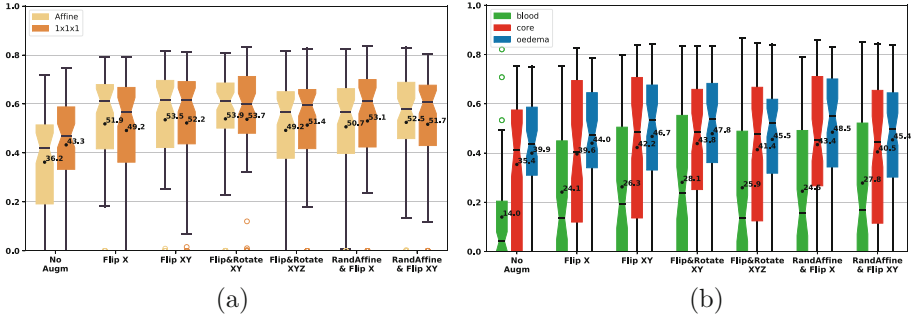 Affine
1x1x1
1.0
0.8
0.6
0.4
0.2
0.0
36.2
43.3
51.9
49.2
53.5
52.2
53.9
53.7
49.2
51.4
50.7
53.1
52.5
51.7
No
Augm
Flip X
Flip XY
Flip&Rotate
XY
Flip&Rotate
XYZ
RandAffine
& Flip X
RandAffine
& Flip XY
(a)
blood
core
oedema
1.0
0.8
0.6
0.4
0.2
0.0
14.0
35.4
39.9
24.1
39.6
44.0
26.3
42.2
46.7
28.1
43.8
47.8
25.9
41.4
45.5
24.6
43.4
48.5
27.8
40.5
45.4
No
Augm
Flip X
Flip XY
Flip&Rotate
XY
Flip&Rotate
XYZ
RandAffine
& Flip X
RandAffine
& Flip XY
(b)